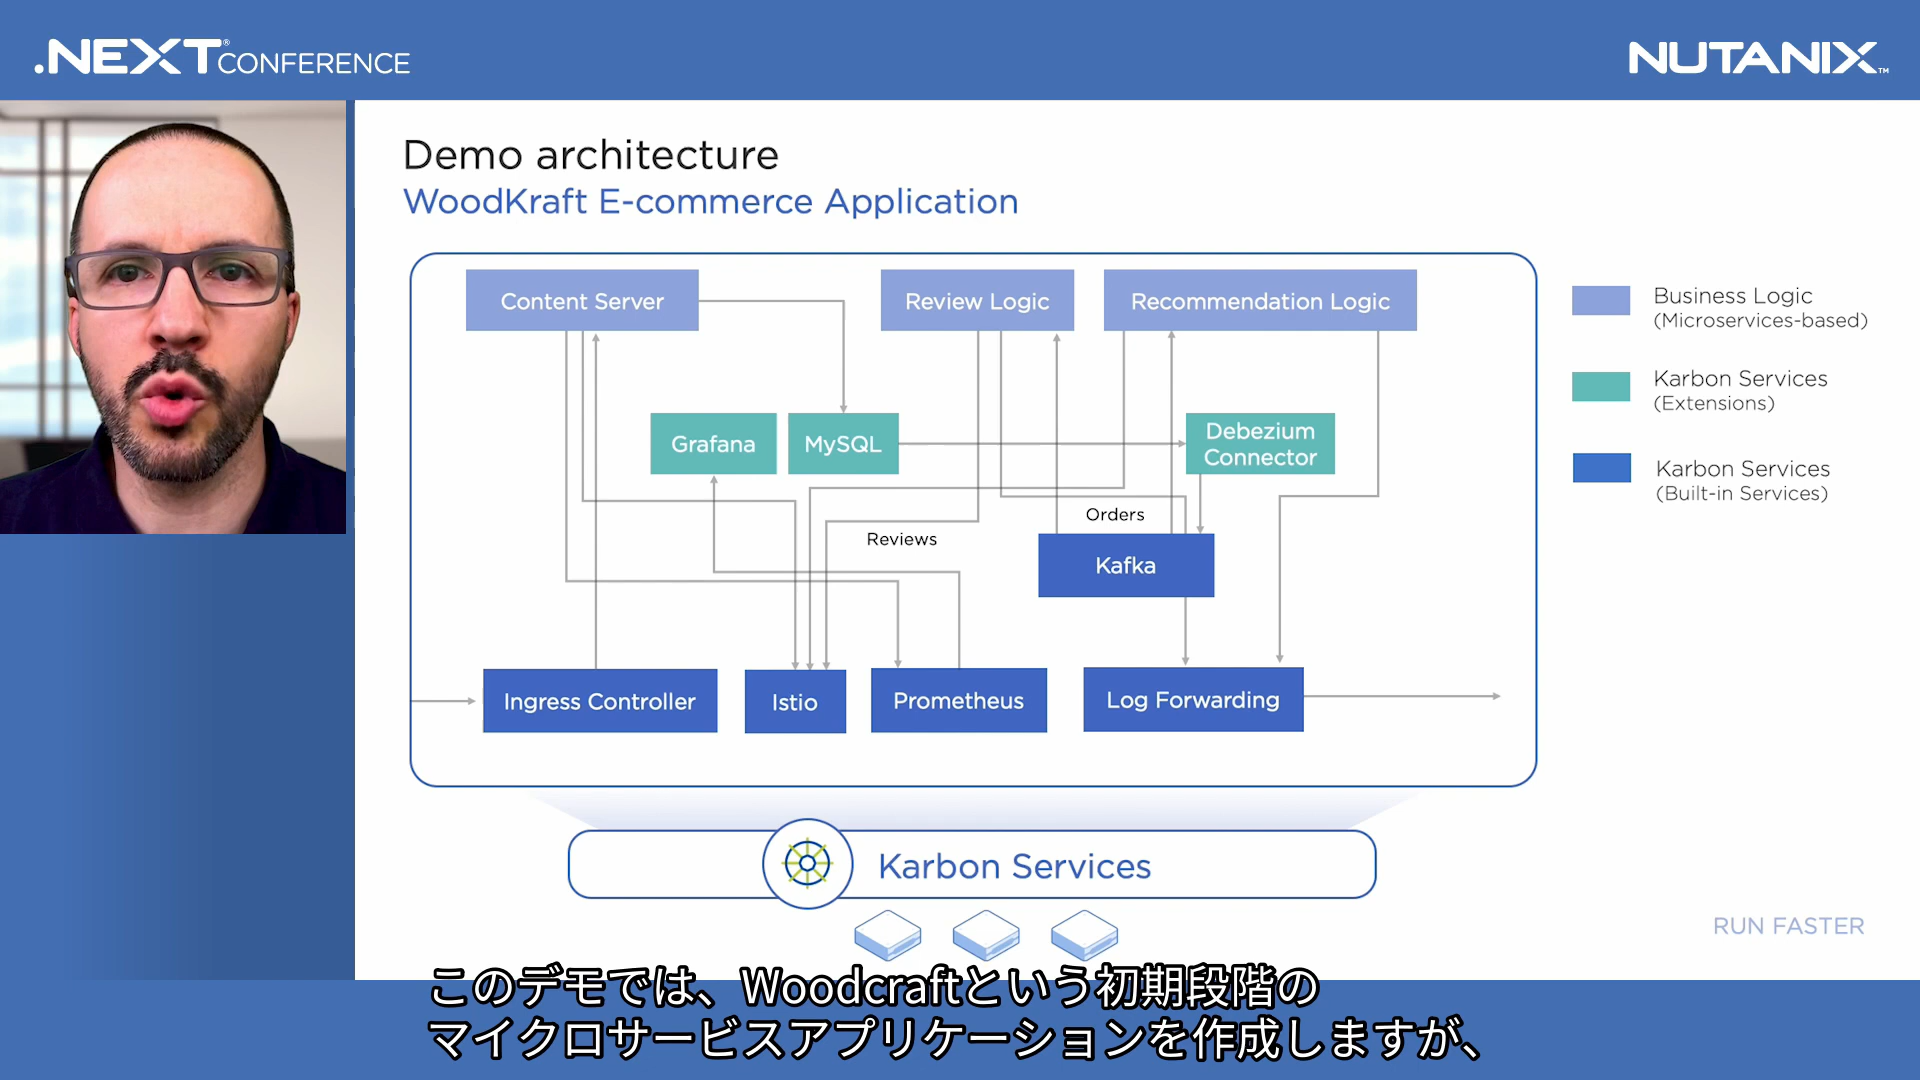 .NEXT® CONFERENCE
NUTANIX™
Demo architecture
WoodKraft E-commerce Application
Content Server
Review Logic
Recommendation Logic
Grafana
MySQL
Debezium
Connector
Orders
Reviews
Kafka
Ingress Controller
Istio
Prometheus
Log Forwarding
Business Logic
(Microservices-based)
Karbon Services
(Extensions)
Karbon Services
(Built-in Services)
Karbon Services
RUN FASTER
このデモでは、Woodcraftという初期段階の
マイクロサービスアプリケーションを作成しますが、